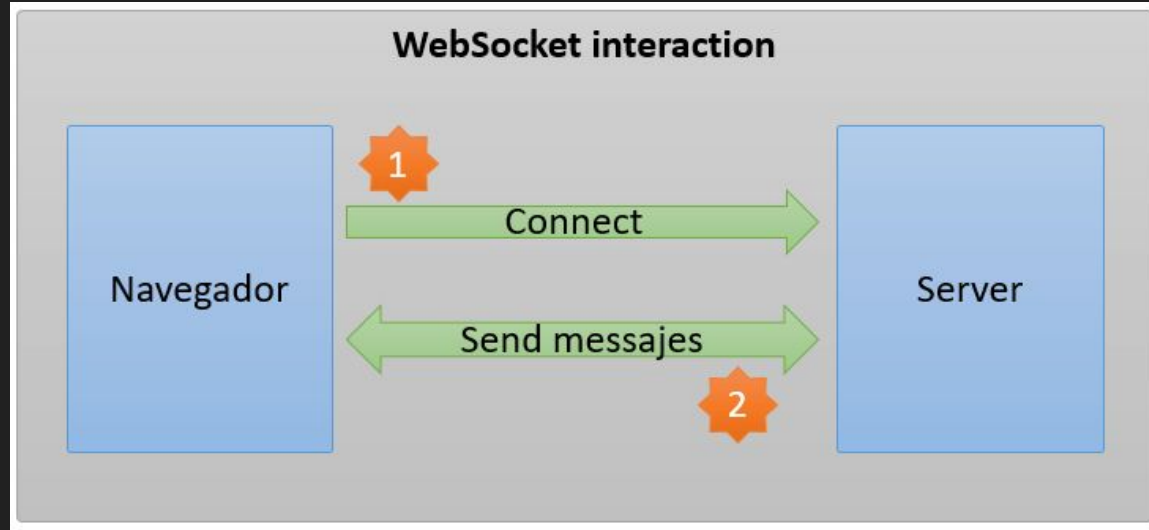 WebSocket interaction
1
Connect
Navegador
Server
Send messajes
2